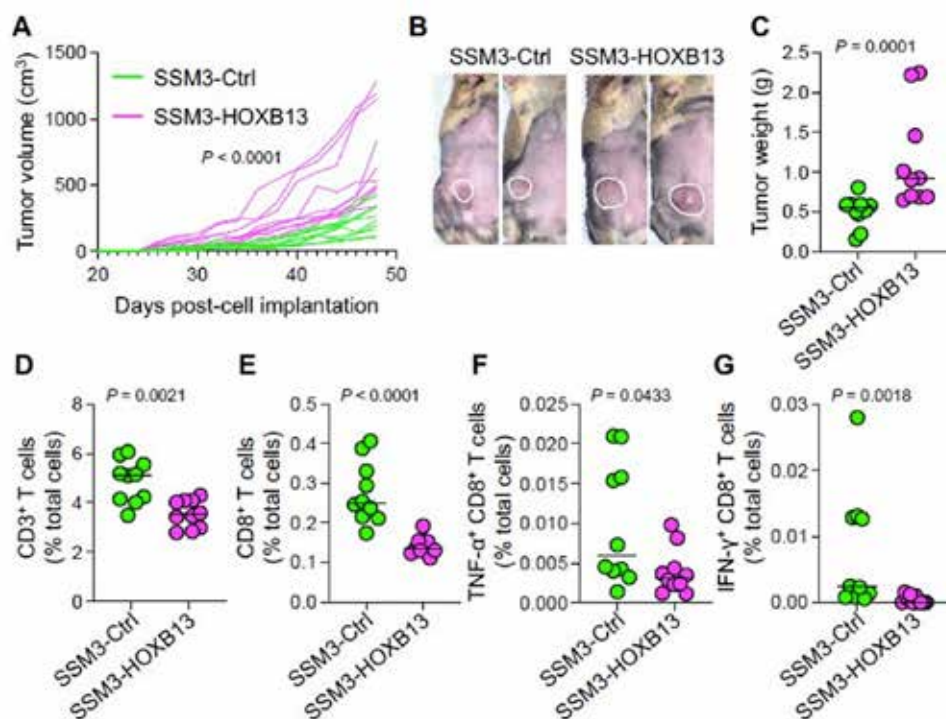 A
Tumor volume (cm³)
1500
1000
500
0
20
30
40
50
Days post-cell implantation
SSM3-Ctrl
SSM3-HOXB13
P < 0.0001
B
SSM3-Ctrl
SSM3-HOXB13
C
Tumor weight (g)
P = 0.0001
2.5
2.0
1.5
1.0
0.5
0.0
SSM3-Ctrl
SSM3-HOXB13
D
CD3⁺ T cells
(% total cells)
P = 0.0021
8
6
4
2
0
SSM3-Ctrl
SSM3-HOXB13
E
CD8⁺ T cells
(% total cells)
P < 0.0001
0.5
0.4
0.3
0.2
0.1
0.0
SSM3-Ctrl
SSM3-HOXB13
F
TNF-α⁺ CD8⁺ T cells
(% total cells)
P = 0.0433
0.025
0.020
0.015
0.010
0.005
0.000
SSM3-Ctrl
SSM3-HOXB13
G
IFN-γ⁺ CD8⁺ T cells
(% total cells)
P = 0.0018
0.03
0.02
0.01
0.00
SSM3-Ctrl
SSM3-HOXB13